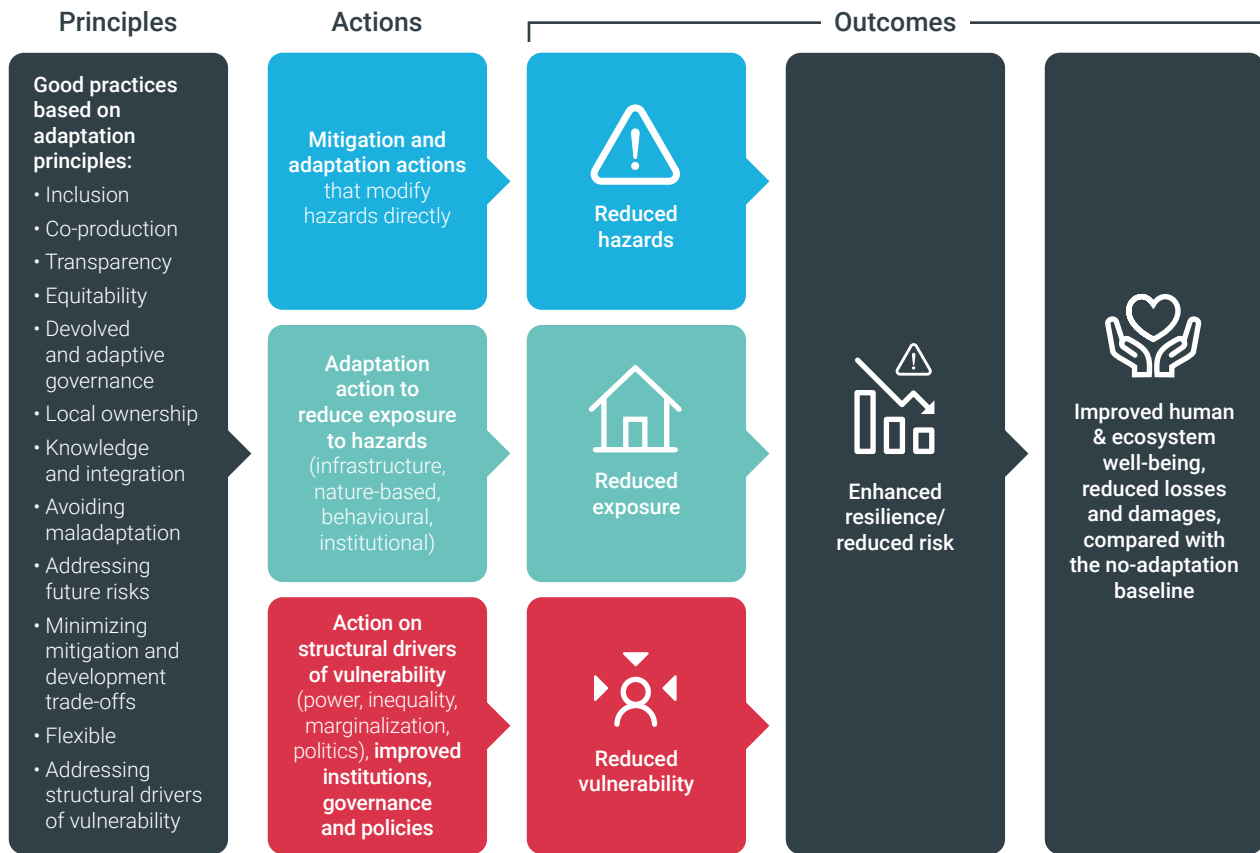 Principles
Actions
Outcomes
Good practices
based on
adaptation
principles:
• Inclusion
• Co-production
• Transparency
• Equitability
• Devolved
and adaptive
governance
• Local ownership
• Knowledge
and integration
• Avoiding
maladaptation
• Addressing
future risks
• Minimizing
mitigation and
development
trade-offs
• Flexible
• Addressing
structural drivers
of vulnerability
Mitigation and
adaptation actions
that modify
hazards directly
Adaptation
action to
reduce exposure
to hazards
(infrastructure,
nature-based,
behavioural,
institutional)
Action on
structural drivers
of vulnerability
(power, inequality,
marginalization,
politics), improved
institutions,
governance
and policies
Reduced
hazards
Reduced
exposure
Reduced
vulnerability
Enhanced
resilience/
reduced risk
Improved human
& ecosystem
well-being,
reduced losses
and damages,
compared with
the no-adaptation
baseline